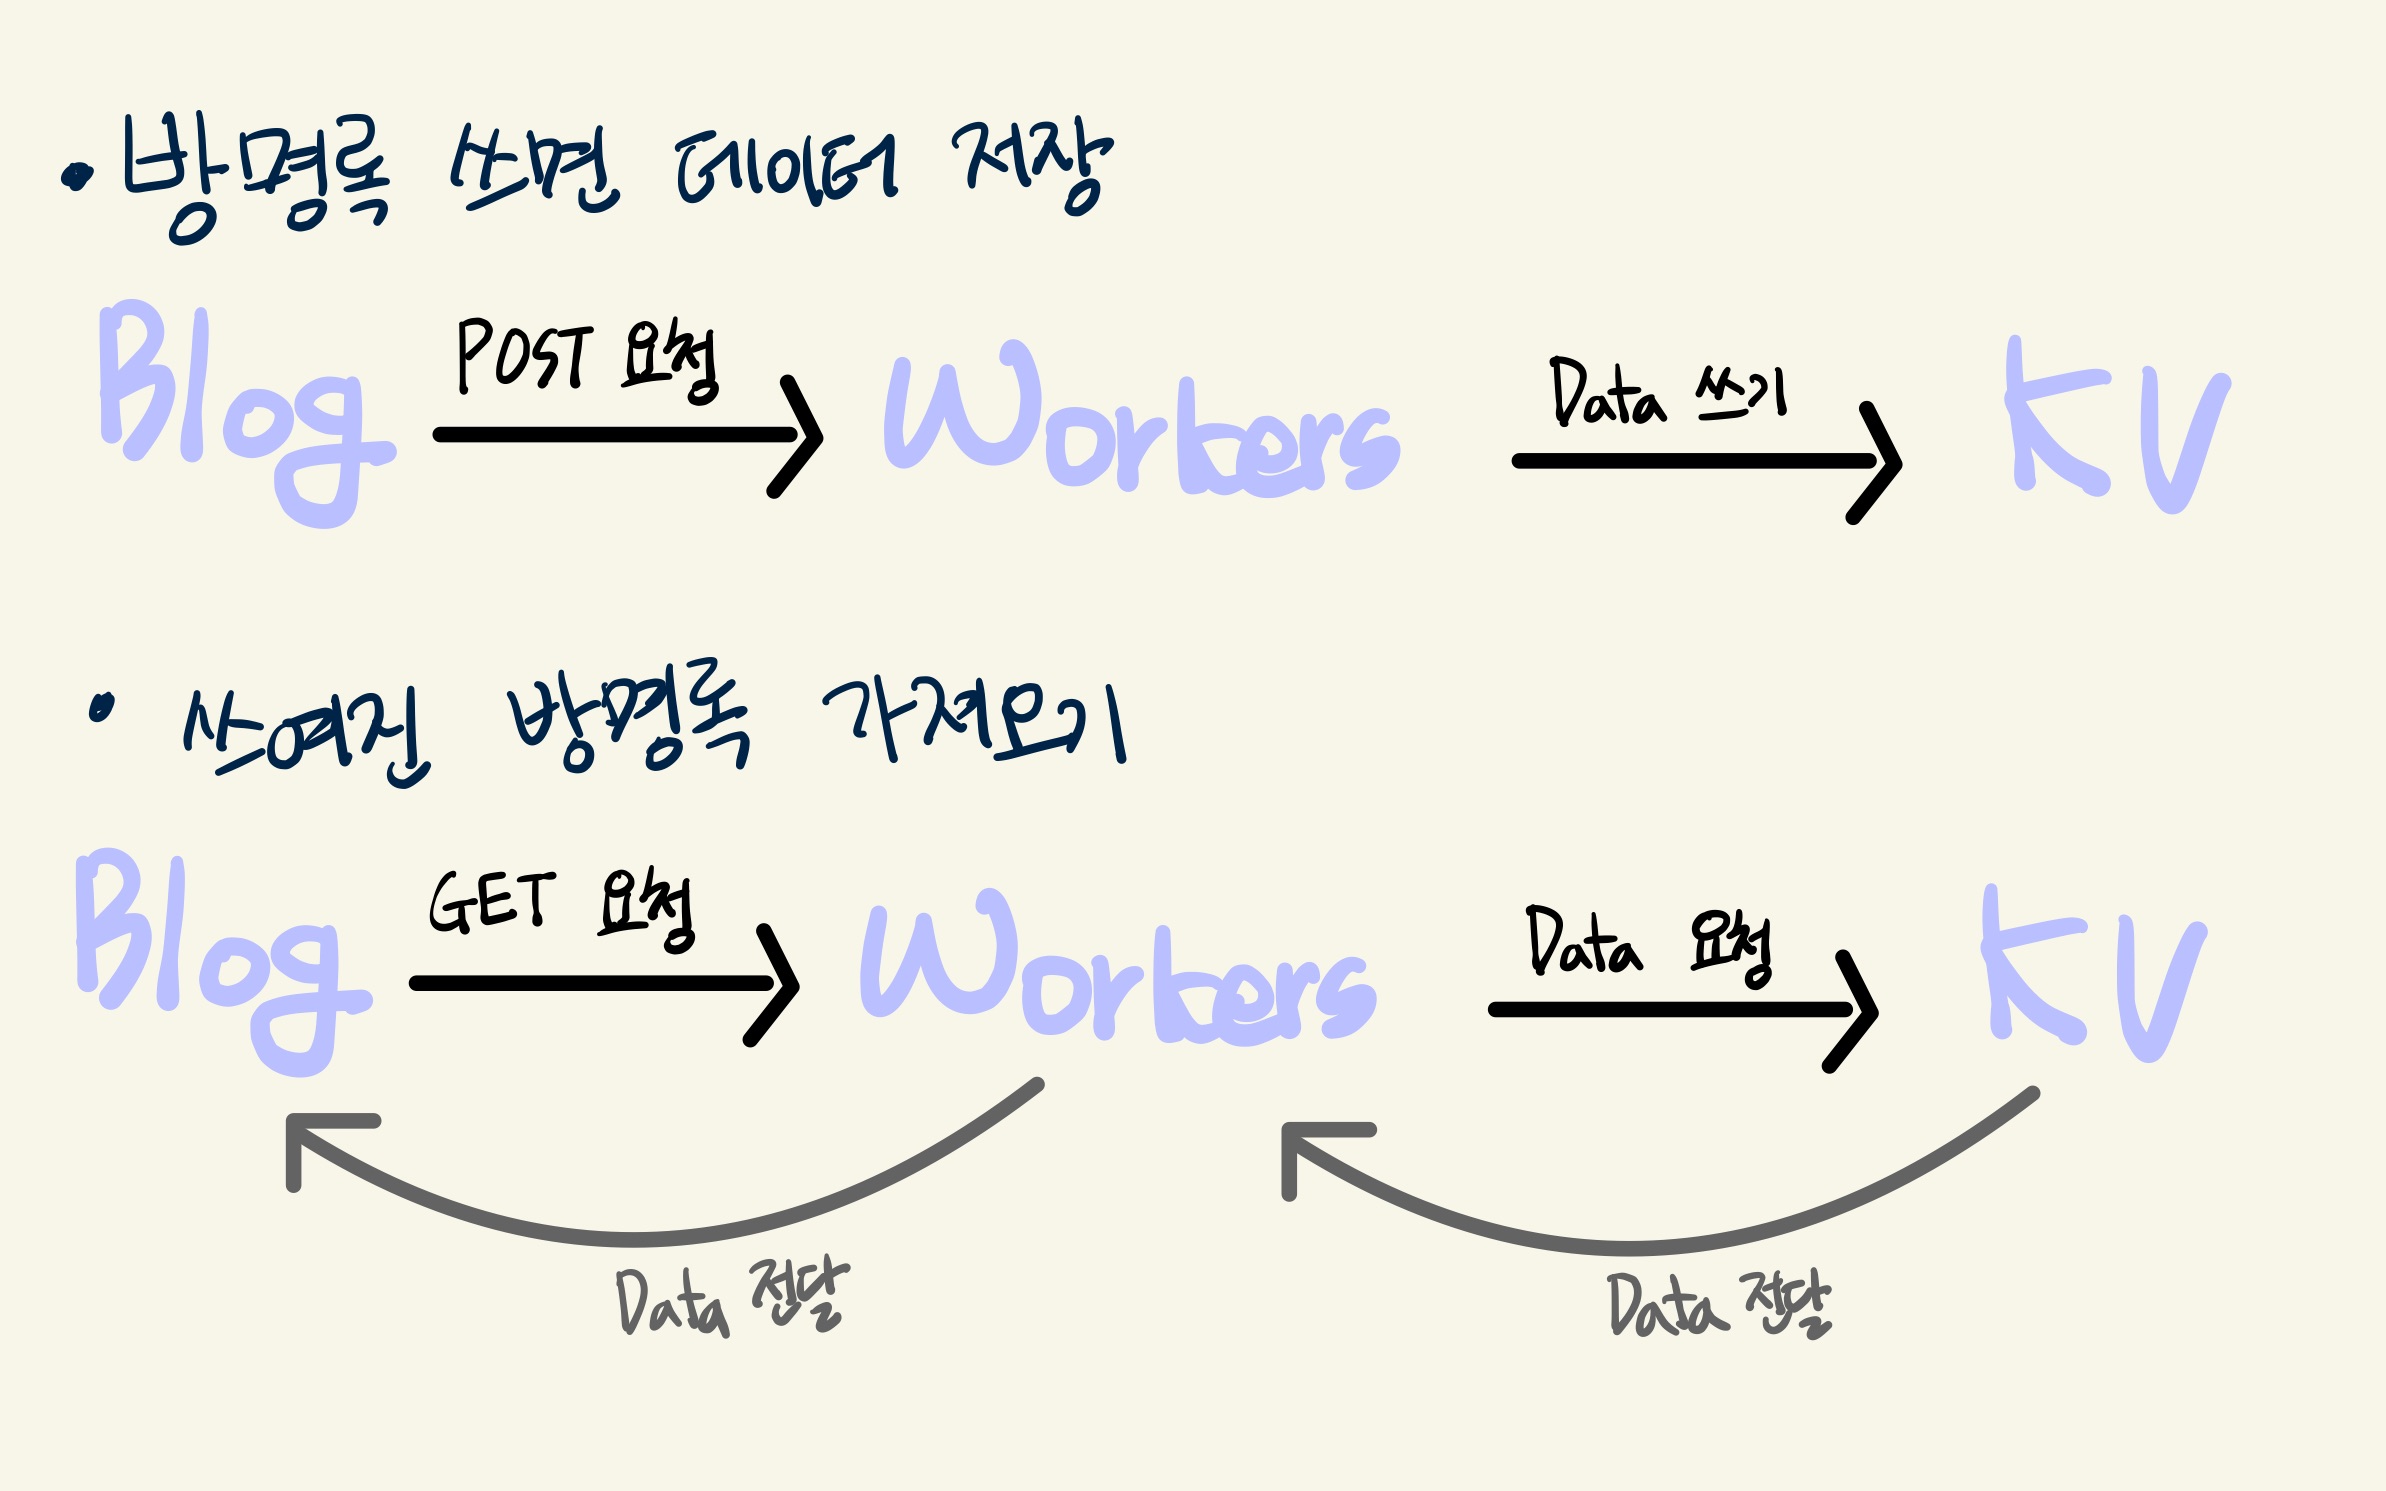 • 방명록 쓰면 데이터 저장
Blog POST 요청 Workers Data 쓰기 KV
• 쓰여진 방명록 가져오기
Blog GET 요청 Workers Data 요청 KV
Data 전달 Data 전달